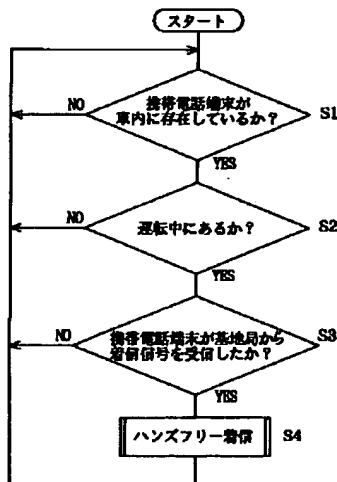 スタート
携帯電話端末が
車内に存在しているか？
S1
NO
YES
運転中にあるか？
S2
NO
YES
携帯電話端末が基地局から
着信信号を受信したか？
S3
NO
YES
ハンズフリー着信
S4